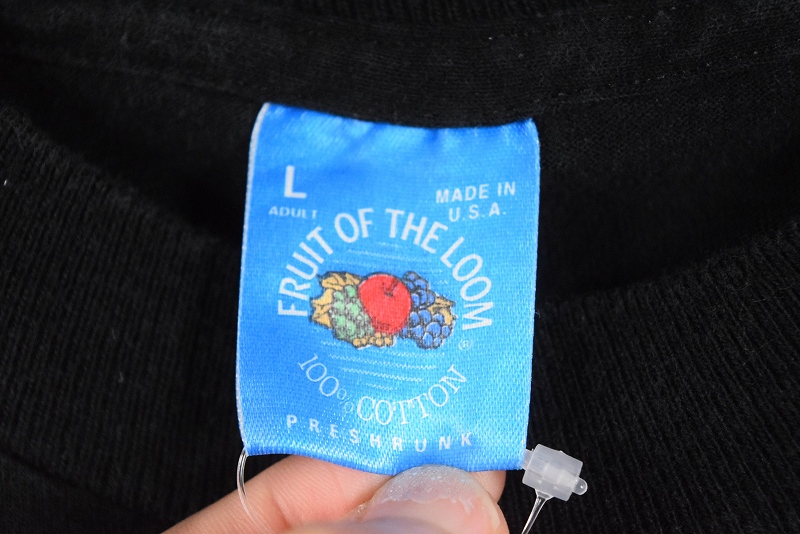 L
ADULT
MADE IN
U.S.A.
FRUIT OF THE LOOM
®
100% COTTON
PRESHRUNK